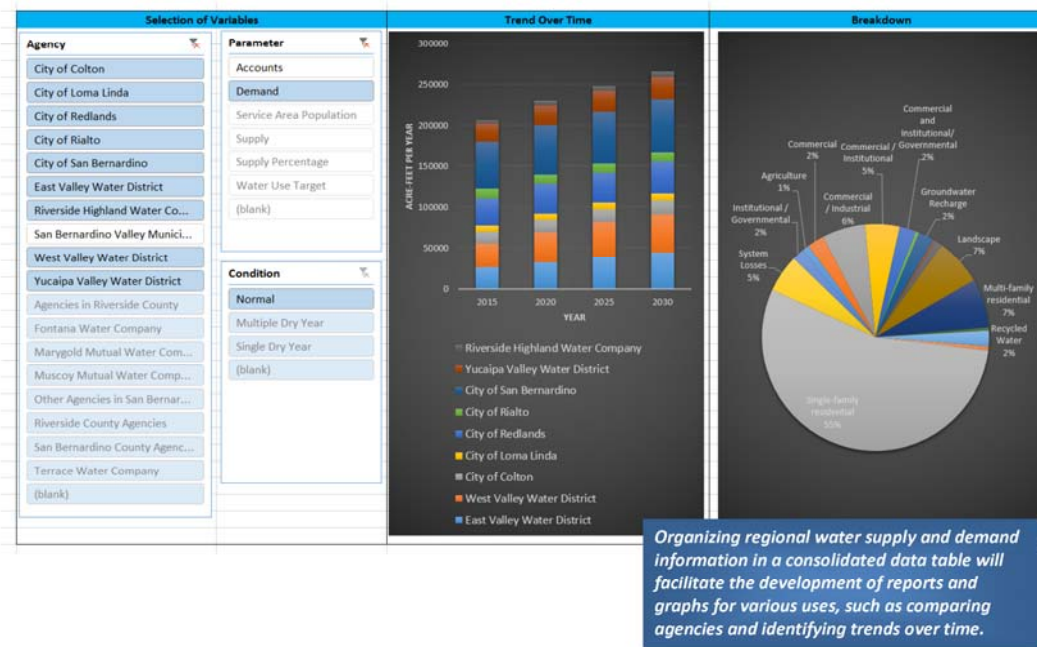 Selection of Variables
Trend Over Time
Breakdown
Agency
City of Colton
City of Loma Linda
City of Redlands
City of Rialto
City of San Bernardino
East Valley Water District
Riverside Highland Water Co...
San Bernardino Valley Munici...
West Valley Water District
Yucaipa Valley Water District
Agencies in Riverside County
Fontana Water Company
Marygold Mutual Water Com...
Muscoy Mutual Water Comp...
Other Agencies in San Bernar...
Riverside County Agencies
San Bernardino County Agenc...
Terrace Water Company
(blank)
Parameter
Accounts
Demand
Service Area Population
Supply
Supply Percentage
Water Use Target
(blank)
Condition
Normal
Multiple Dry Year
Single Dry Year
(blank)
300000
250000
200000
150000
100000
50000
0
ACRE-FEET PER YEAR
2015
2020
2025
2030
YEAR
Riverside Highland Water Company
Yucaipa Valley Water District
City of San Bernardino
City of Rialto
City of Redlands
City of Loma Linda
City of Colton
West Valley Water District
East Valley Water District
System
Losses
5%
Institutional /
Governmental
2%
Agriculture
1%
Commercial
2%
Commercial
/ Industrial
6%
Commercial /
Institutional
5%
Commercial
and
Institutional/
Governmental
2%
Groundwater
Recharge
2%
Landscape
7%
Multi-family
residential
7%
Recycled
Water
2%
Single-family
residential
55%
Organizing regional water supply and demand
information in a consolidated data table will
facilitate the development of reports and
graphs for various uses, such as comparing
agencies and identifying trends over time.